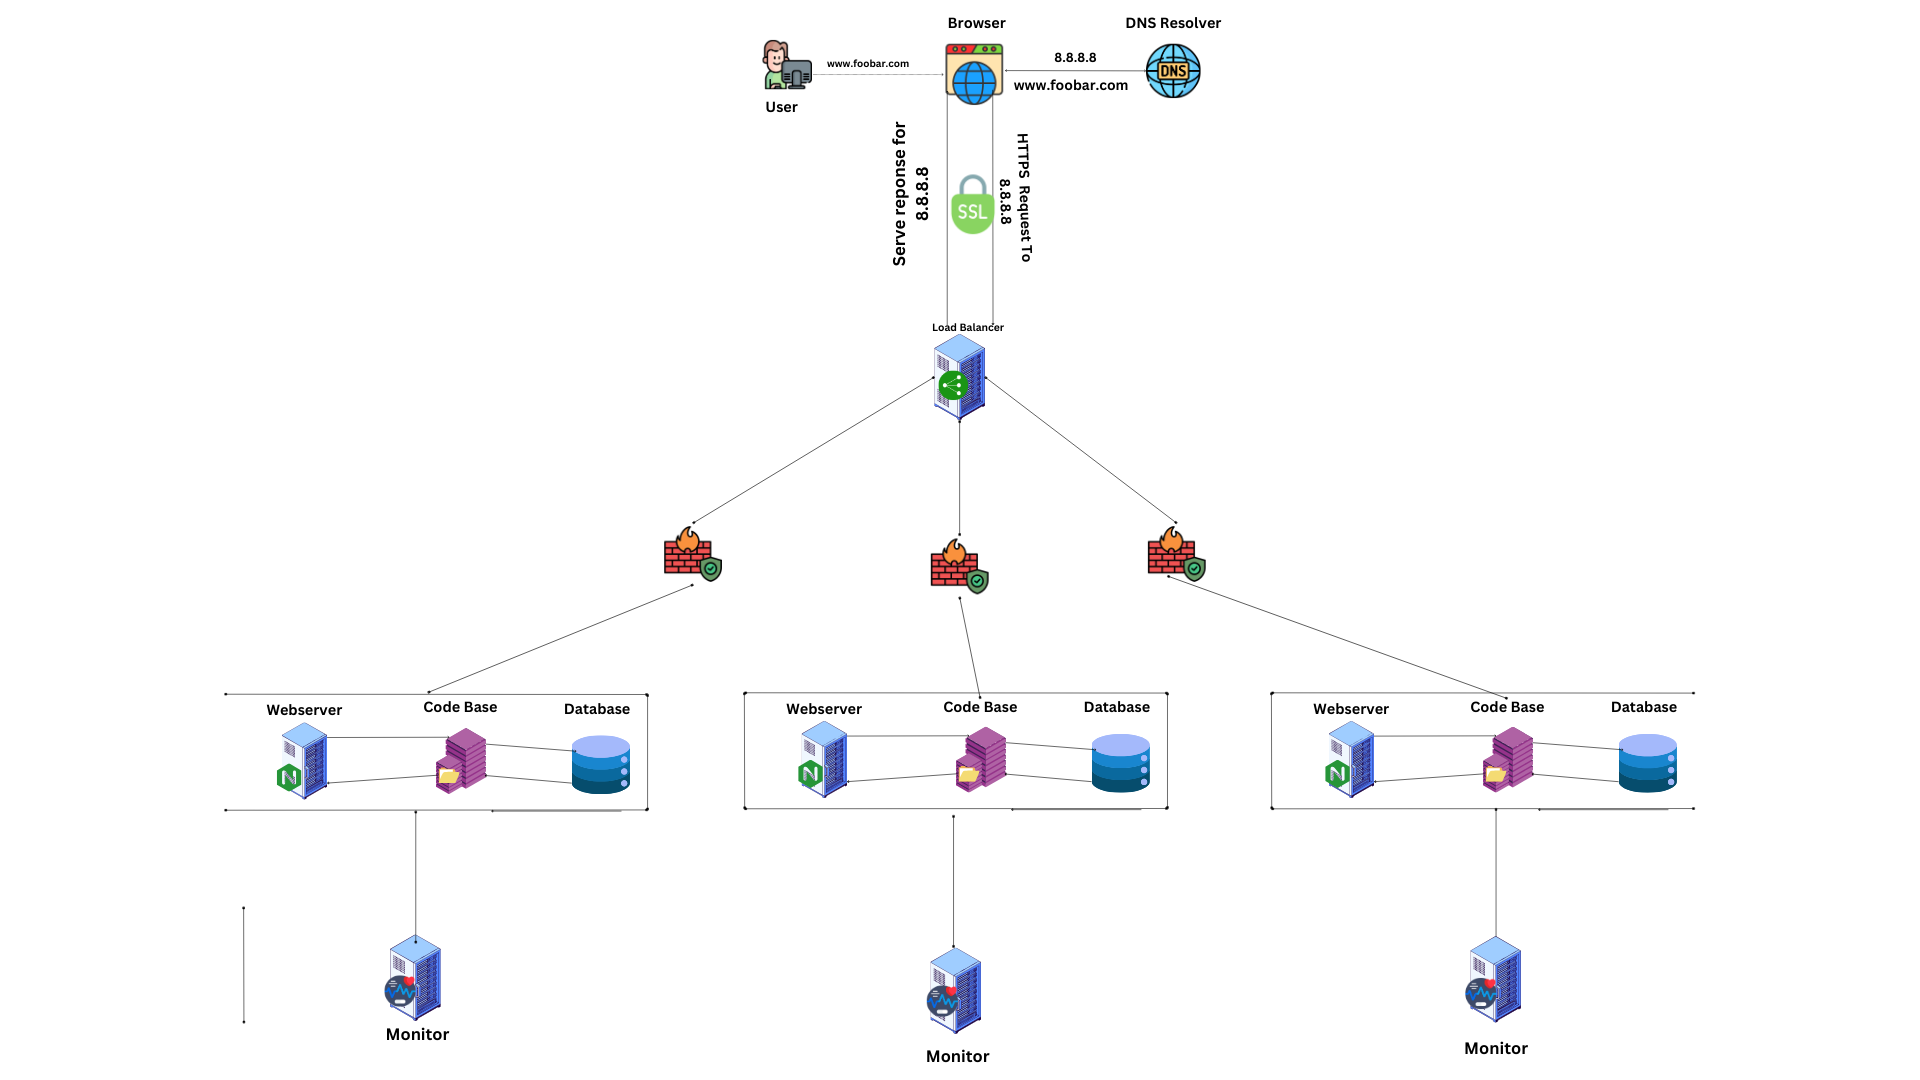 Browser
DNS Resolver
www.foobar.com
8.8.8.8
DNS
www.foobar.com
User
Serve reponse for
8.8.8.8
SSL
HTTPS Request To
8.8.8.8
Load Balancer
Webserver
Code Base
Database
N
Webserver
Code Base
Database
N
Webserver
Code Base
Database
N
Monitor
Monitor
Monitor